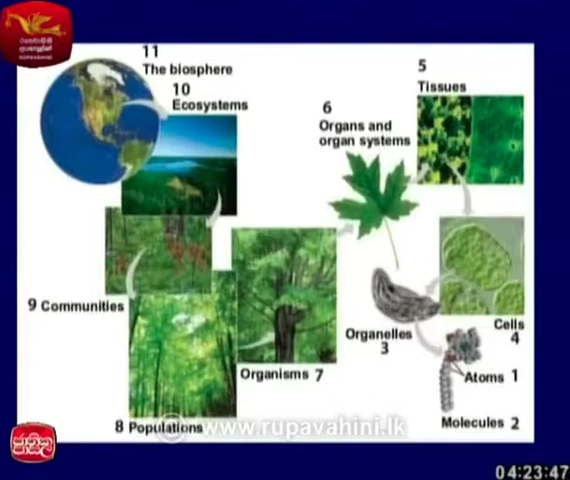 11
The biosphere
10
Ecosystems
5
Tissues
6
Organs and
organ systems
9 Communities
Organelles
3
Cells
4
Atoms 1
Organisms 7
Molecules 2
8 Populations
© www.rupavahini.lk
04:23:47